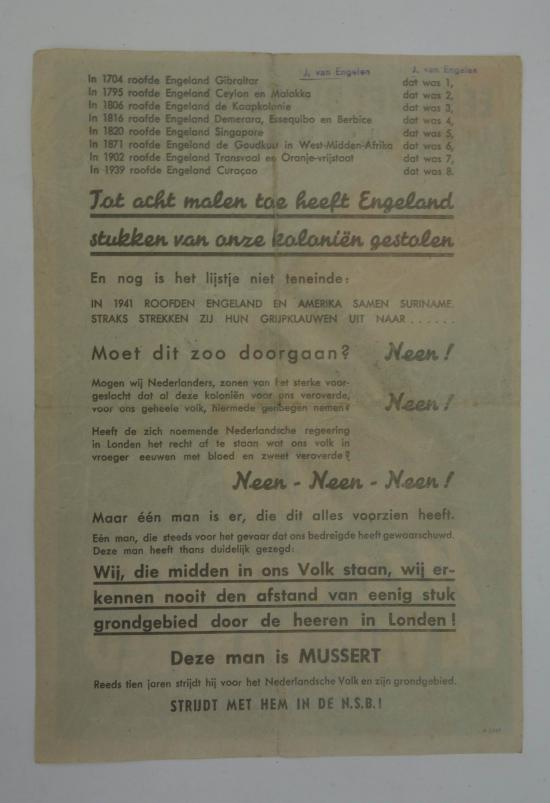 J. van Engelen J. van Engelen
In 1704 roofde Engeland Gibraltar dat was 1,
In 1795 roofde Engeland Ceylon en Malakka dat was 2,
In 1806 roofde Engeland de Kaapkolonie dat was 3,
In 1816 roofde Engeland Demerara, Essequibo en Berbice dat was 4,
In 1820 roofde Engeland Singapore dat was 5,
In 1871 roofde Engeland de Goudkust in West-Midden-Afrika dat was 6,
In 1902 roofde Engeland Transvaal en Oranje-vrijstaat dat was 7,
In 1939 roofde Engeland Curaçao dat was 8.
Tot acht malen toe heeft Engeland
stukken van onze koloniën gestolen
En nog is het lijstje niet teneinde:
IN 1941 ROOFDEN ENGELAND EN AMERIKA SAMEN SURINAME.
STRAKS STREKKEN ZIJ HUN GRIJPKLAUWEN UIT NAAR ......
Moet dit zoo doorgaan? Neen!
Mogen wij Nederlanders, zonen van het sterke voor-
geslacht dat al deze koloniën voor ons veroverde,
voor ons geheele volk, hiermede genoegen nemen? Neen!
Heeft de zich noemende Nederlandsche regeering
in Londen het recht af te staan wat ons volk in
vroeger eeuwen met bloed en zweet veroverde?
Neen - Neen - Neen!
Maar één man is er, die dit alles voorzien heeft.
Eén man, die steeds voor het gevaar dat ons bedreigde heeft gewaarschuwd.
Deze man heeft thans duidelijk gezegd:
Wij, die midden in ons Volk staan, wij er-
kennen nooit den afstand van eenig stuk
grondgebied door de heeren in Londen!
Deze man is MUSSERT
Reeds tien jaren strijdt hij voor het Nederlandsche Volk en zijn grondgebied.
STRIJDT MET HEM IN DE N.S.B.!